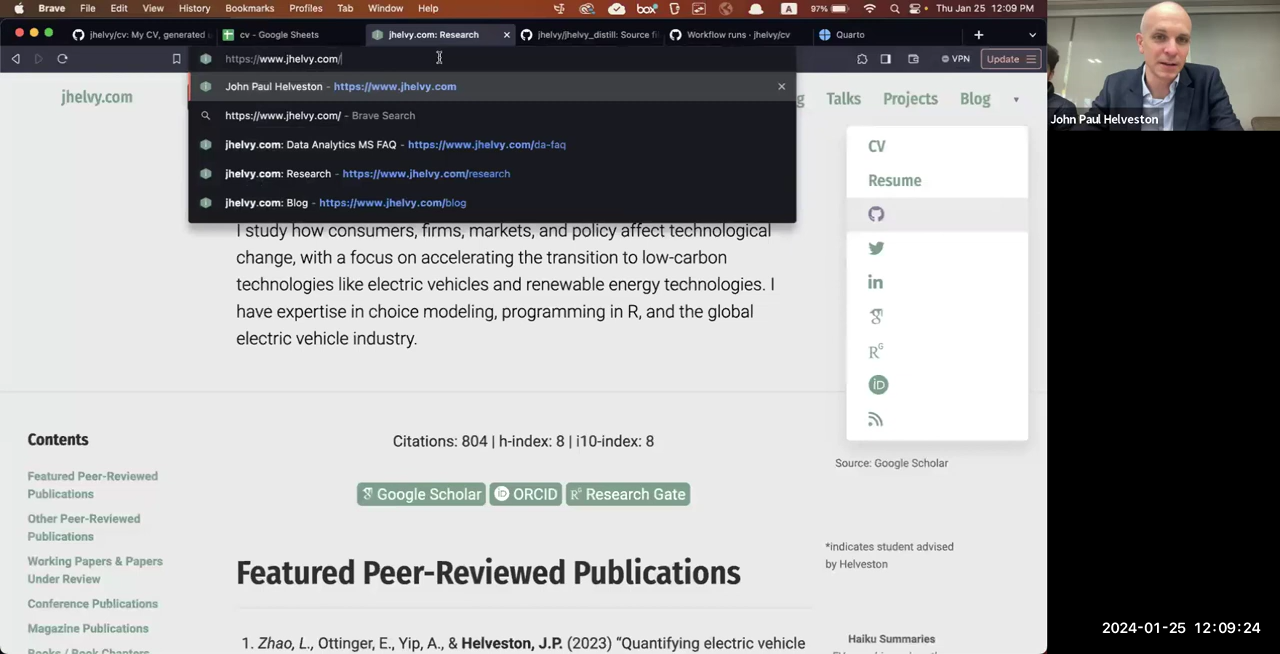 Brave File Edit View History Bookmarks Profiles Tab Window Help box A 97% Thu Jan 25 12:09 PM
jhelvy/cv: My CV, generated
cv - Google Sheets
jhelvy.com: Research
jhelvy/jhelvy_distill: Source fi
Workflow runs · jhelvy/cv
Quarto
https://www.jhelvy.com/
VPN
Update
John Paul Helveston - https://www.jhelvy.com
https://www.jhelvy.com/ - Brave Search
jhelvy.com: Data Analytics MS FAQ - https://www.jhelvy.com/da-faq
jhelvy.com: Research - https://www.jhelvy.com/research
jhelvy.com: Blog - https://www.jhelvy.com/blog
jhelvy.com
g Talks Projects Blog
CV
Resume
in
RG
iD
I study how consumers, firms, markets, and policy affect technological
change, with a focus on accelerating the transition to low-carbon
technologies like electric vehicles and renewable energy technologies. I
have expertise in choice modeling, programming in R, and the global
electric vehicle industry.
Contents
Featured Peer-Reviewed
Publications
Other Peer-Reviewed
Publications
Working Papers & Papers
Under Review
Conference Publications
Magazine Publications
Books / Book Chapters
Citations: 804 | h-index: 8 | i10-index: 8
Source: Google Scholar
Google Scholar
iD ORCID
RG Research Gate
*indicates student advised
by Helveston
Featured Peer-Reviewed Publications
1. Zhao, L., Ottinger, E., Yip, A., & Helveston, J.P. (2023) “Quantifying electric vehicle
Haiku Summaries
John Paul Helveston
2024-01-25 12:09:24